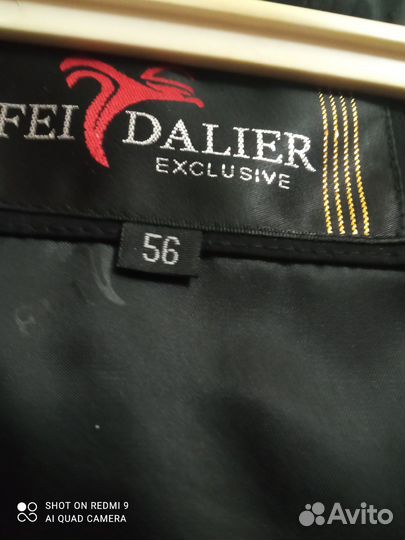 FEI DALIER
EXCLUSIVE
56
SHOT ON REDMI 9
AI QUAD CAMERA
Avito